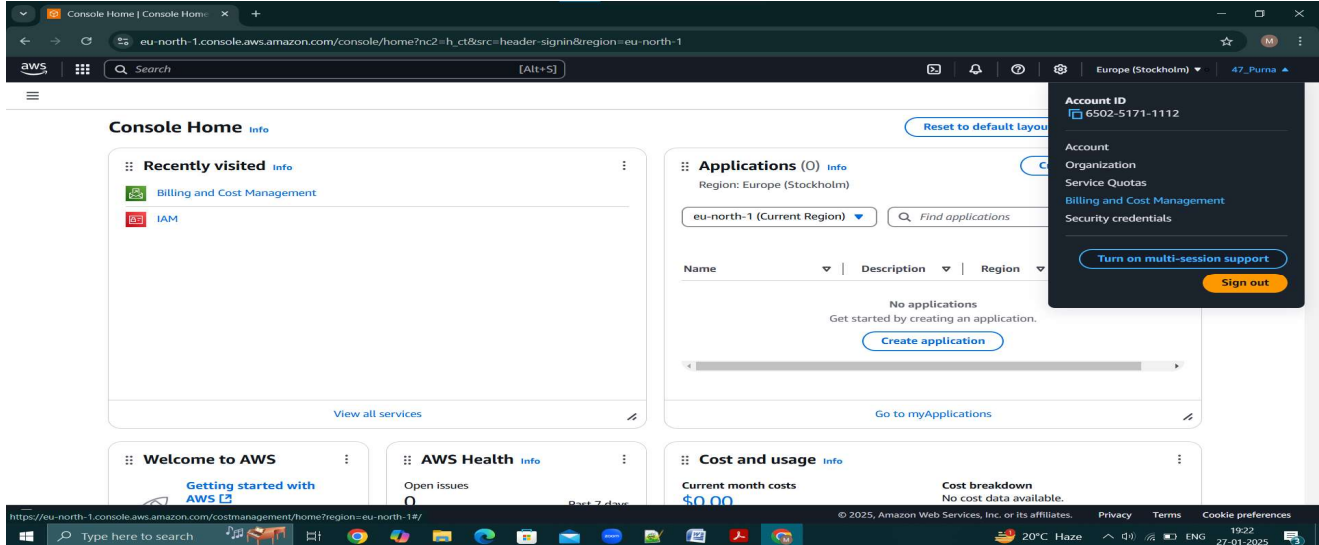 Console Home | Console Home
eu-north-1.console.aws.amazon.com/console/home?nc2=h_ct&src=header-signin&region=eu-north-1
M
aws
Search
[Alt+S]
Europe (Stockholm)
47_Purna
Account ID
6502-5171-1112
Account
Organization
Service Quotas
Billing and Cost Management
Security credentials
Turn on multi-session support
Sign out
Console Home Info
Reset to default layou
Recently visited Info
Billing and Cost Management
IAM
View all services
Applications (0) Info
Region: Europe (Stockholm)
eu-north-1 (Current Region)
Find applications
Name
Description
Region
No applications
Get started by creating an application.
Create application
Go to myApplications
Welcome to AWS
Getting started with
AWS
AWS Health Info
Open issues
0
Past 7 days
Cost and usage Info
Current month costs
$0.00
Cost breakdown
No cost data available.
https://eu-north-1.console.aws.amazon.com/costmanagement/home?region=eu-north-1#/
© 2025, Amazon Web Services, Inc. or its affiliates.
Privacy
Terms
Cookie preferences
Type here to search
zoom
20°C Haze
ENG
19:22
27-01-2025
3